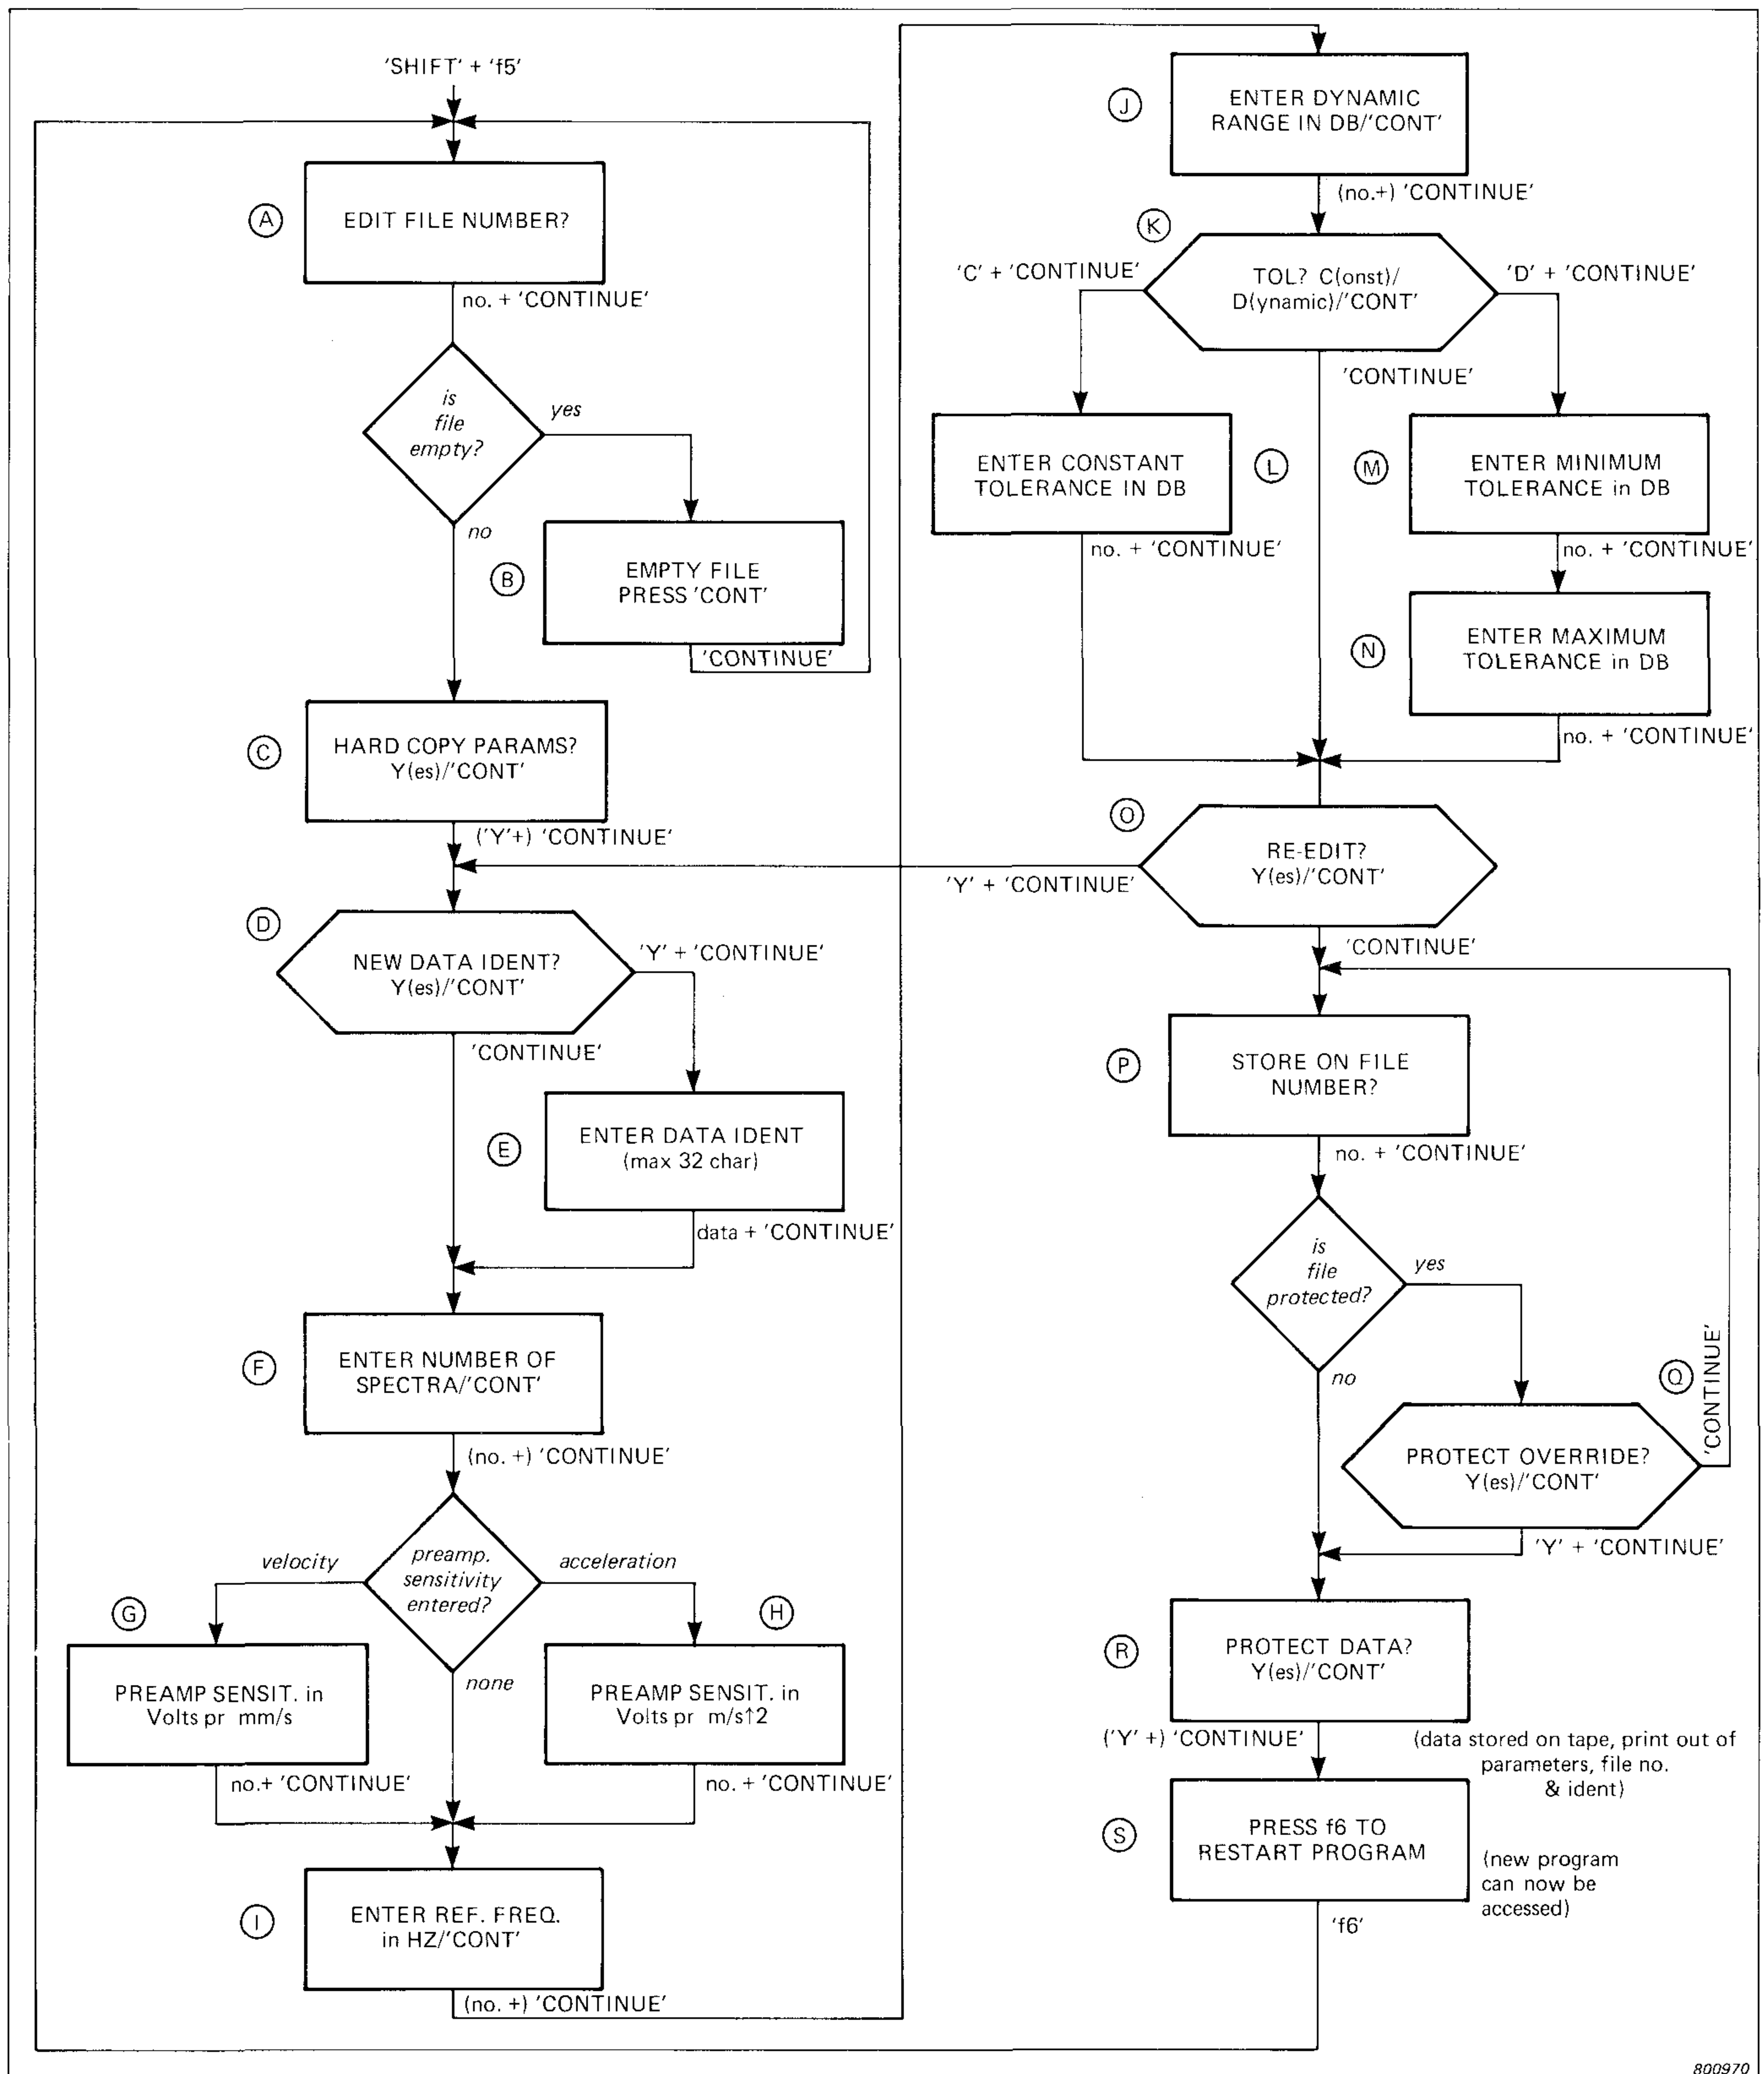 'SHIFT' + 'f5'
A
EDIT FILE NUMBER?
no. + 'CONTINUE'
is
file
empty?
yes
no
B
EMPTY FILE
PRESS 'CONT'
'CONTINUE'
C
HARD COPY PARAMS?
Y(es)/'CONT'
('Y'+) 'CONTINUE'
D
NEW DATA IDENT?
Y(es)/'CONT'
'Y' + 'CONTINUE'
'CONTINUE'
E
ENTER DATA IDENT
(max 32 char)
data + 'CONTINUE'
F
ENTER NUMBER OF
SPECTRA/'CONT'
(no. +) 'CONTINUE'
velocity
preamp.
sensitivity
entered?
acceleration
none
G
PREAMP SENSIT. in
Volts pr mm/s
no.+ 'CONTINUE'
H
PREAMP SENSIT. in
Volts pr m/s↑2
no. + 'CONTINUE'
I
ENTER REF. FREQ.
in HZ/'CONT'
(no. +) 'CONTINUE'
J
ENTER DYNAMIC
RANGE IN DB/'CONT'
(no.+) 'CONTINUE'
K
'C' + 'CONTINUE'
TOL? C(onst)/
D(ynamic)/'CONT'
'D' + 'CONTINUE'
'CONTINUE'
ENTER CONSTANT
TOLERANCE IN DB
L
no. + 'CONTINUE'
M
ENTER MINIMUM
TOLERANCE in DB
no. + 'CONTINUE'
N
ENTER MAXIMUM
TOLERANCE in DB
no. + 'CONTINUE'
O
RE-EDIT?
Y(es)/'CONT'
'Y' + 'CONTINUE'
'CONTINUE'
P
STORE ON FILE
NUMBER?
no. + 'CONTINUE'
is
file
protected?
yes
no
Q
'CONTINUE'
PROTECT OVERRIDE?
Y(es)/'CONT'
'Y' + 'CONTINUE'
R
PROTECT DATA?
Y(es)/'CONT'
('Y' +) 'CONTINUE'
(data stored on tape, print out of
parameters, file no.
& ident)
S
PRESS f6 TO
RESTART PROGRAM
(new program
can now be
accessed)
'f6'
800970